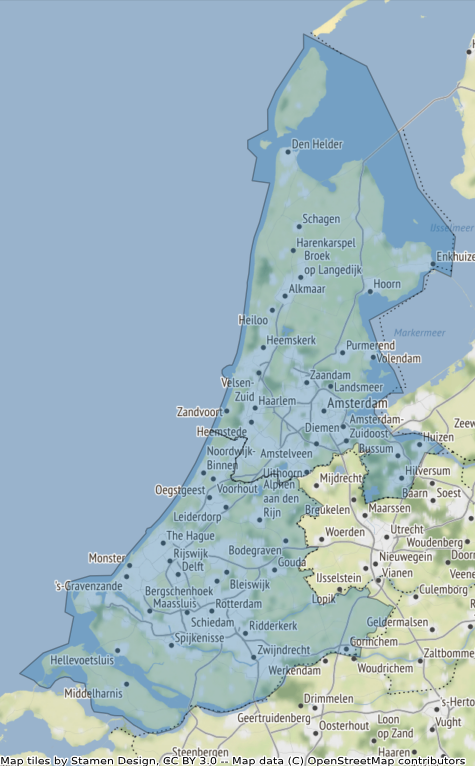 Den Helder
IJsselmeer
Schagen
Harenkarspel
Broek
op Langedijk
Enkhuize
Hoorn
Alkmaar
Heiloo
Markermeer
Heemskerk
Purmerend
Volendam
Velsen-
Zuid
Zaandam
Landsmeer
Haarlem
Amsterdam
Zandvoort
Amsterdam-
Zuidoost
Zeew
Heemstede
Diemen
Huizen
Noordwijk-
Binnen
Amstelveen
Bussum
Uithoorn
Hilversum
Oegstgeest
Voorhout
Alphen
aan den
Rijn
Mijdrecht
Baarn
Soest
Leiderdorp
Breukelen
Maarssen
The Hague
Woerden
Utrecht
Woudenberg
Monster
Rijswijk
Bodegraven
Nieuwegein
Doorn
Delft
Gouda
's-Gravenzande
Bleiswijk
IJsselstein
Vianen
Veene
Bergschenhoek
Culemborg
Maassluis
Rotterdam
Lopik
Schiedam
Geldermalsen
Spijkenisse
Ridderkerk
Gorinchem
Hellevoetsluis
Zwijndrecht
Zaltbomme
Werkendam
Woudrichem
Middelharnis
Drimmelen
's-Herto
Geertruidenberg
Loon
op Zand
Oosterhout
Vught
Steenbergen
Haaren
Map tiles by Stamen Design, CC BY 3.0 -- Map data (C) OpenStreetMap contributors